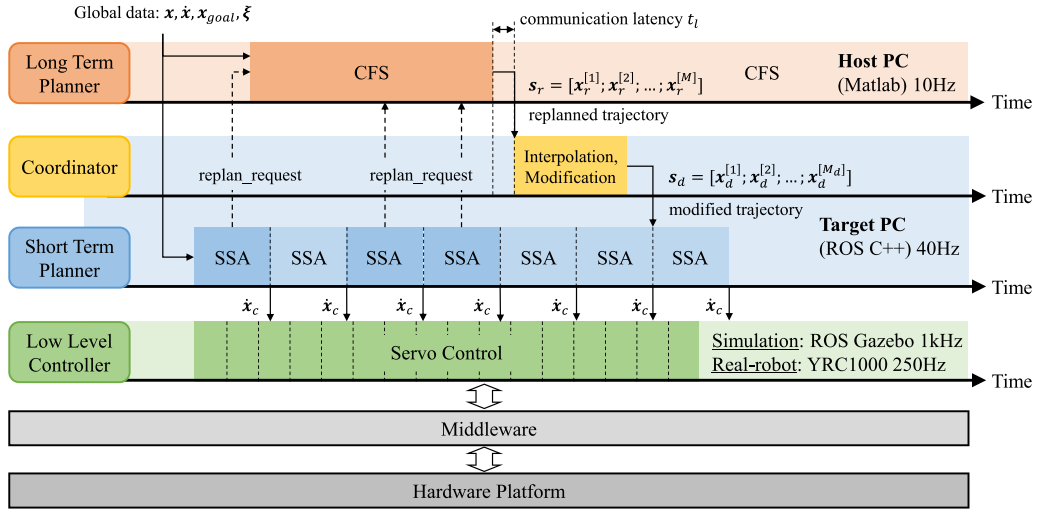 Global data: 𝒙, 𝒙̇, 𝒙_goal, 𝝃
communication latency t_l
Long Term
Planner
CFS
CFS
Host PC
(Matlab) 10Hz
s_r = [x_r^[1]; x_r^[2]; …; x_r^[M]]
Time
replanned trajectory
Coordinator
replan_request
replan_request
Interpolation,
Modification
s_d = [x_d^[1]; x_d^[2]; …; x_d^[M_d]]
Time
modified trajectory
Short Term
Planner
SSA
SSA
SSA
SSA
SSA
SSA
SSA
Target PC
(ROS C++) 40Hz
Time
ẋ_c
ẋ_c
ẋ_c
ẋ_c
ẋ_c
ẋ_c
ẋ_c
Low Level
Controller
Servo Control
Simulation: ROS Gazebo 1kHz
Real-robot: YRC1000 250Hz
Time
Middleware
Hardware Platform